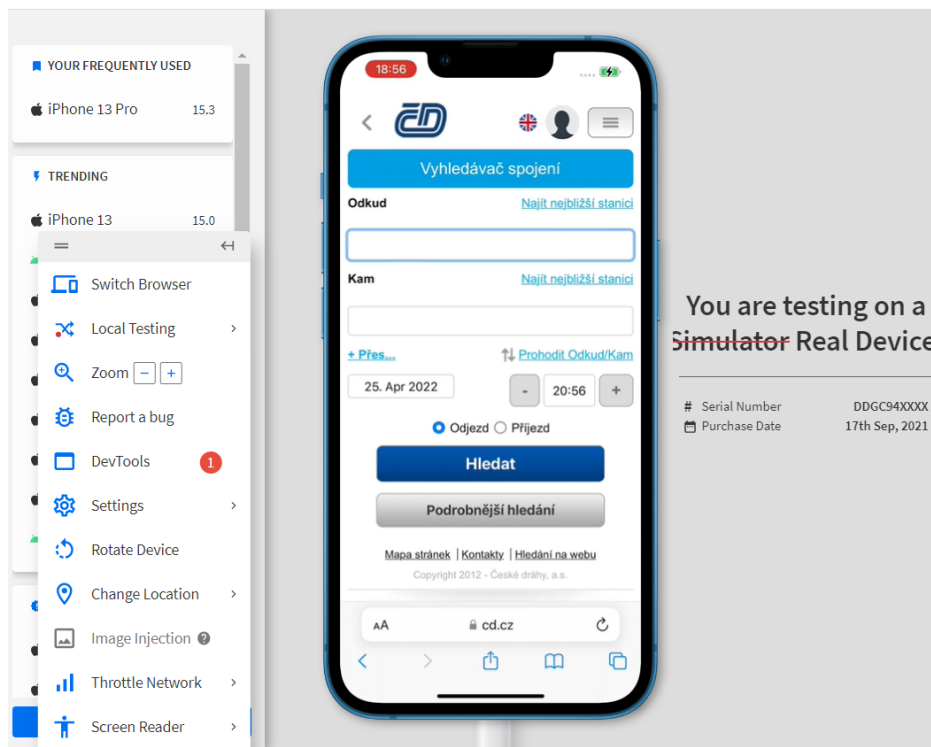 YOUR FREQUENTLY USED
iPhone 13 Pro 15.3
TRENDING
iPhone 13 15.0
Switch Browser
Local Testing
Zoom - +
Report a bug
DevTools 1
Settings
Rotate Device
Change Location
Image Injection ?
Throttle Network
Screen Reader
18:56
ČD
Vyhledávač spojení
Odkud Najít nejbližší stanici
Kam Najít nejbližší stanici
+ Přes... Prohodit Odkud/Kam
25. Apr 2022 - 20:56 +
Odjezd Příjezd
Hledat
Podrobnější hledání
Mapa stránek | Kontakty | Hledání na webu
Copyright 2012 - České dráhy, a.s.
AA cd.cz
You are testing on a
Simulator Real Device
# Serial Number DDGC94XXXX
Purchase Date 17th Sep, 2021